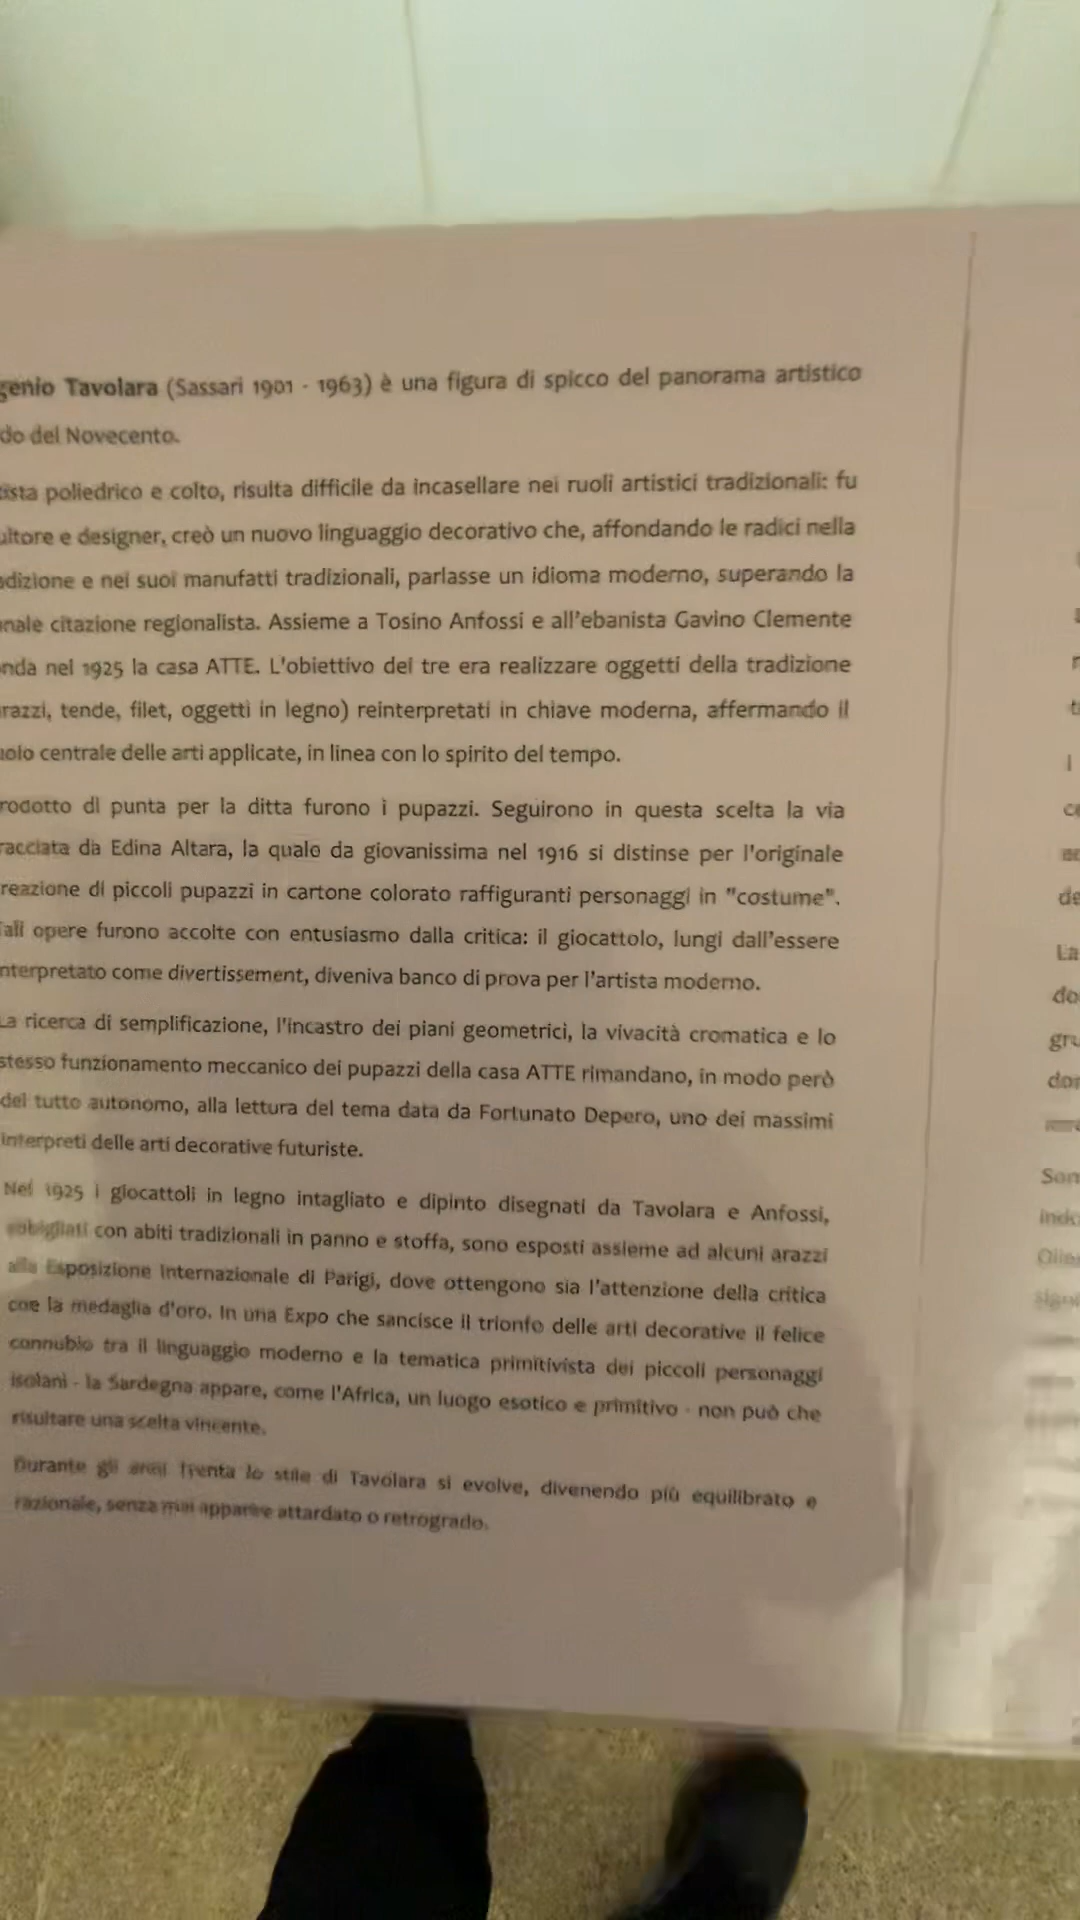 genio Tavolara (Sassari 1901 - 1963) è una figura di spicco del panorama artistico
do del Novecento.
ista poliedrico e colto, risulta difficile da incasellare nei ruoli artistici tradizionali: fu
ultore e designer, creò un nuovo linguaggio decorativo che, affondando le radici nella
adizione e nei suoi manufatti tradizionali, parlasse un idioma moderno, superando la
anale citazione regionalista. Assieme a Tosino Anfossi e all'ebanista Gavino Clemente
onda nel 1925 la casa ATTE. L'obiettivo dei tre era realizzare oggetti della tradizione
razzi, tende, filet, oggetti in legno) reinterpretati in chiave moderna, affermando il
uolo centrale delle arti applicate, in linea con lo spirito del tempo.
rodotto di punta per la ditta furono i pupazzi. Seguirono in questa scelta la via
racciata da Edina Altara, la quale da giovanissima nel 1916 si distinse per l'originale
reazione di piccoli pupazzi in cartone colorato raffiguranti personaggi in "costume".
Tali opere furono accolte con entusiasmo dalla critica: il giocattolo, lungi dall'essere
nterpretato come divertissement, diveniva banco di prova per l'artista moderno.
La ricerca di semplificazione, l'incastro dei piani geometrici, la vivacità cromatica e lo
stesso funzionamento meccanico dei pupazzi della casa ATTE rimandano, in modo però
del tutto autonomo, alla lettura del tema data da Fortunato Depero, uno dei massimi
interpreti delle arti decorative futuriste.
Nel 1925 i giocattoli in legno intagliato e dipinto disegnati da Tavolara e Anfossi,
con abiti tradizionali in panno e stoffa, sono esposti assieme ad alcuni arazzi
alla Esposizione Internazionale di Parigi, dove ottengono sia l'attenzione della critica
che la medaglia d'oro. In una Expo che sancisce il trionfo delle arti decorative il felice
connubio tra il linguaggio moderno e la tematica primitivista dei piccoli personaggi
isolani - la Sardegna appare, come l'Africa, un luogo esotico e primitivo - non può che
risultare una scelta vincente.
Durante gli anni Trenta lo stile di Tavolara si evolve, divenendo più equilibrato e
razionale, senza mai apparire attardato o retrogrado.
La
do
gru
don
Son